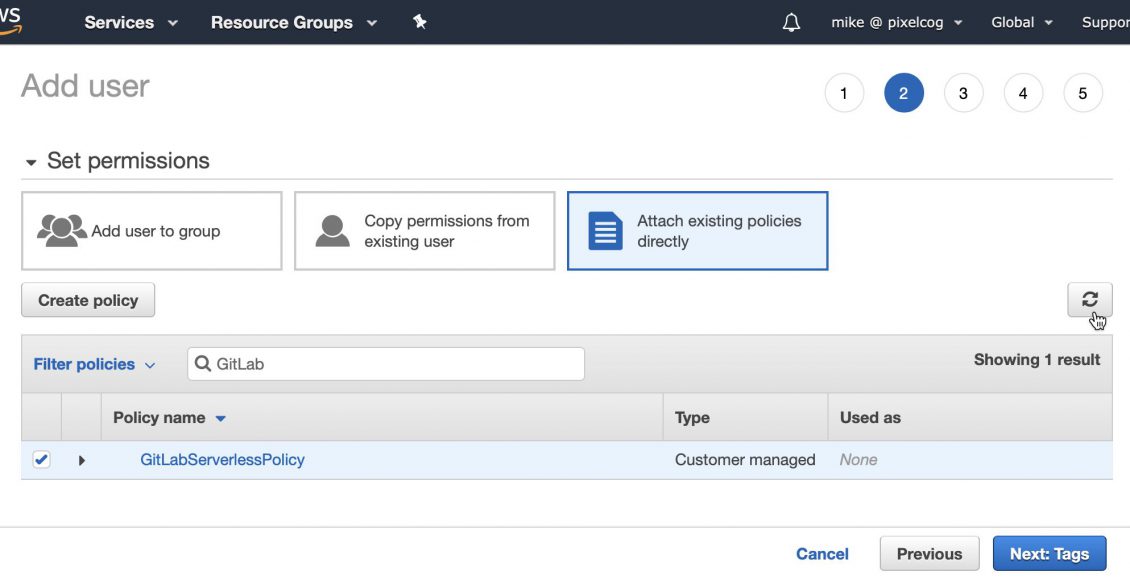 WS Services Resource Groups mike @ pixelcog Global Suppor
Add user
1 2 3 4 5
Set permissions
Add user to group
Copy permissions from
existing user
Attach existing policies
directly
Create policy
Filter policies GitLab Showing 1 result
Policy name Type Used as
GitLabServerlessPolicy Customer managed None
Cancel Previous Next: Tags